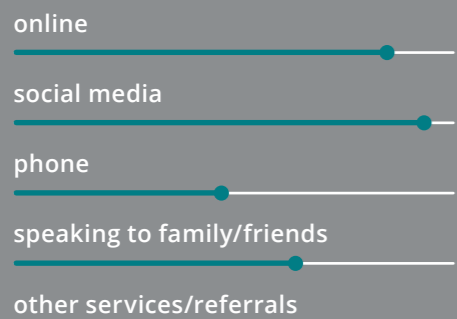 online
social media
phone
speaking to family/friends
other services/referrals